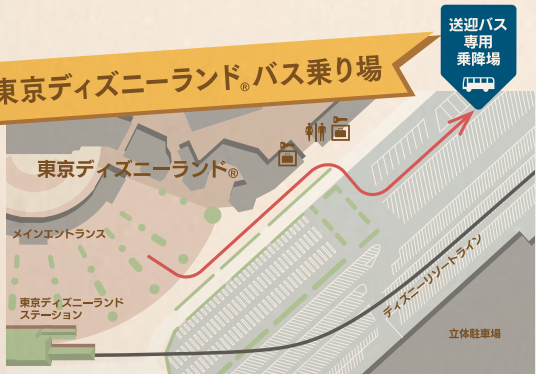 送迎バス
専用
乗降場
東京ディズニーランド®バス乗り場
東京ディズニーランド®
メインエントランス
東京ディズニーランド
ステーション
ディズニーリゾートライン
立体駐車場